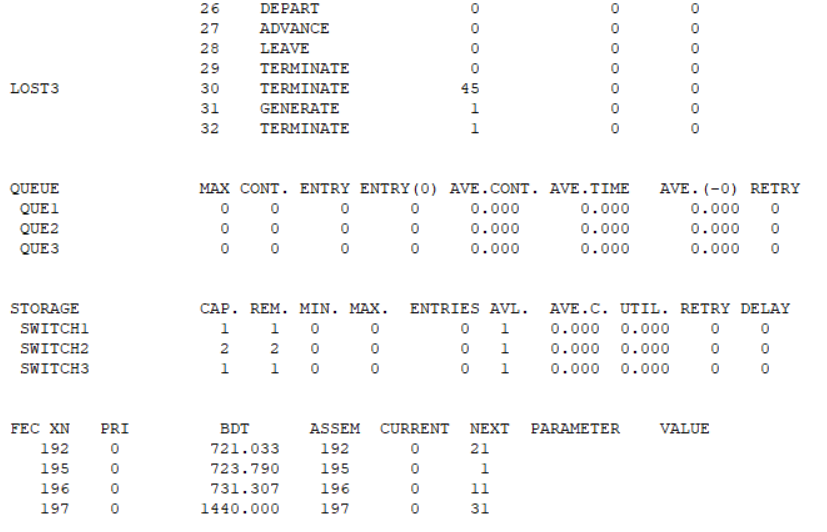 26 DEPART 0 0 0
27 ADVANCE 0 0 0
28 LEAVE 0 0 0
29 TERMINATE 0 0 0
LOST3 30 TERMINATE 45 0 0
31 GENERATE 1 0 0
32 TERMINATE 1 0 0
QUEUE MAX CONT. ENTRY ENTRY(0) AVE.CONT. AVE.TIME AVE.(-0) RETRY
QUE1 0 0 0 0 0.000 0.000 0.000 0
QUE2 0 0 0 0 0.000 0.000 0.000 0
QUE3 0 0 0 0 0.000 0.000 0.000 0
STORAGE CAP. REM. MIN. MAX. ENTRIES AVL. AVE.C. UTIL. RETRY DELAY
SWITCH1 1 1 0 0 0 1 0.000 0.000 0 0
SWITCH2 2 2 0 0 0 1 0.000 0.000 0 0
SWITCH3 1 1 0 0 0 1 0.000 0.000 0 0
FEC XN PRI BDT ASSEM CURRENT NEXT PARAMETER VALUE
192 0 721.033 192 0 21
195 0 723.790 195 0 1
196 0 731.307 196 0 11
197 0 1440.000 197 0 31